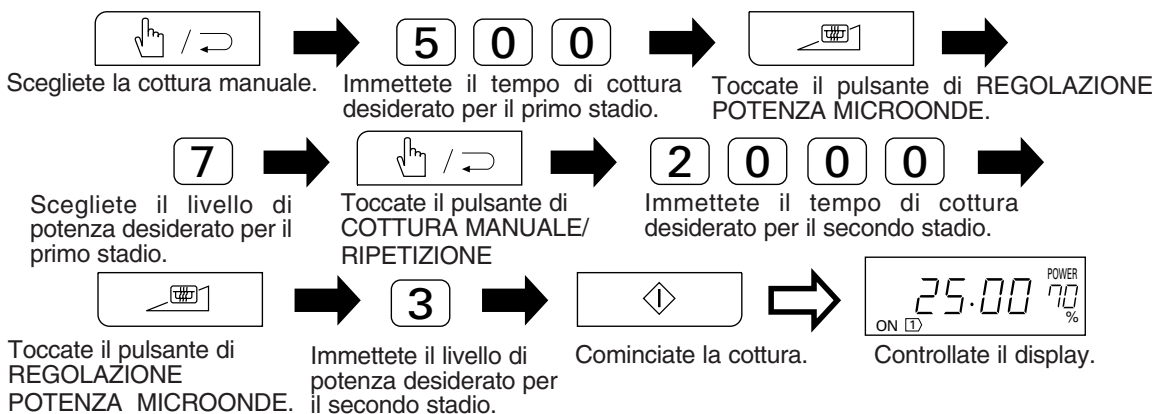 5 0 0
Scegliete la cottura manuale.
Immettete il tempo di cottura
desiderato per il primo stadio.
Toccate il pulsante di REGOLAZIONE
POTENZA MICROONDE.
7
Scegliete il livello di
potenza desiderato per il
primo stadio.
Toccate il pulsante di
COTTURA MANUALE/
RIPETIZIONE
2 0 0 0
Immettete il tempo di cottura
desiderato per il secondo stadio.
Toccate il pulsante di
REGOLAZIONE
POTENZA MICROONDE.
3
Immettete il livello di
potenza desiderato per
il secondo stadio.
Cominciate la cottura.
25.00 POWER 70 %
ON 1
Controllate il display.